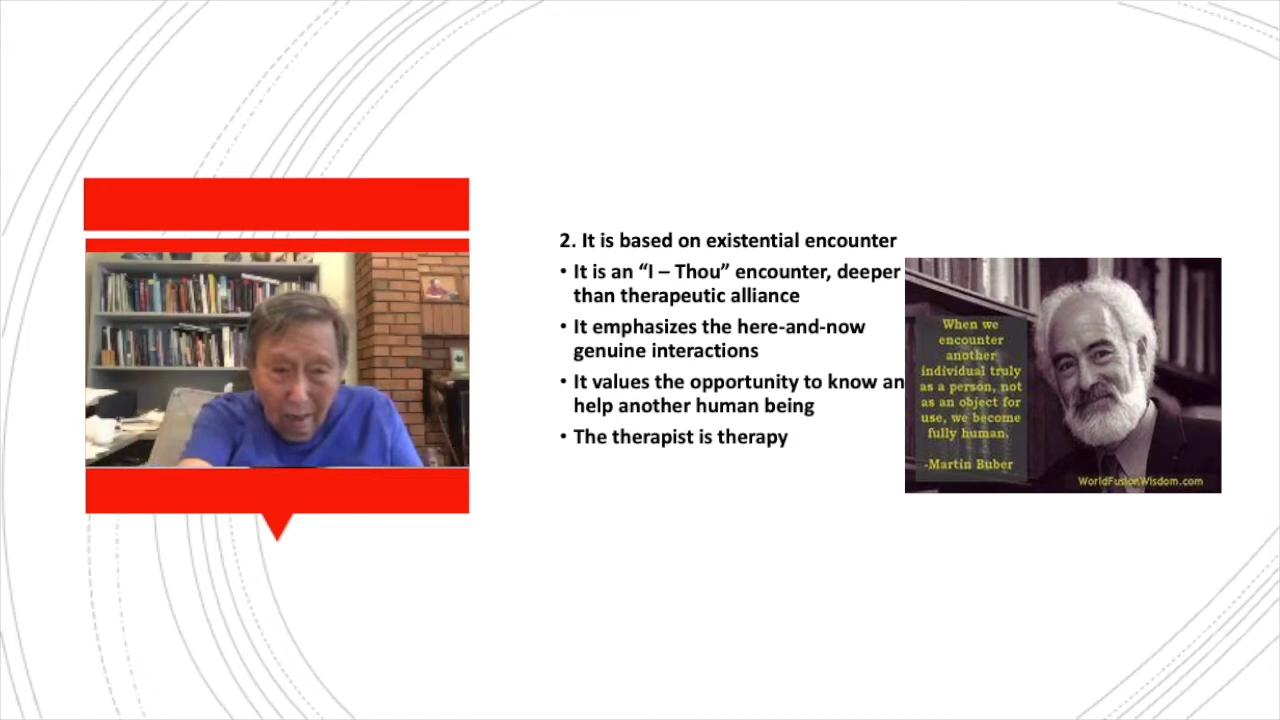 2. It is based on existential encounter
• It is an “I – Thou” encounter, deeper
than therapeutic alliance
• It emphasizes the here-and-now
genuine interactions
• It values the opportunity to know an
help another human being
• The therapist is therapy
When we
encounter
another
individual truly
as a person, not
as an object for
use, we become
fully human.
-Martin Buber
WorldFusionWisdom.com